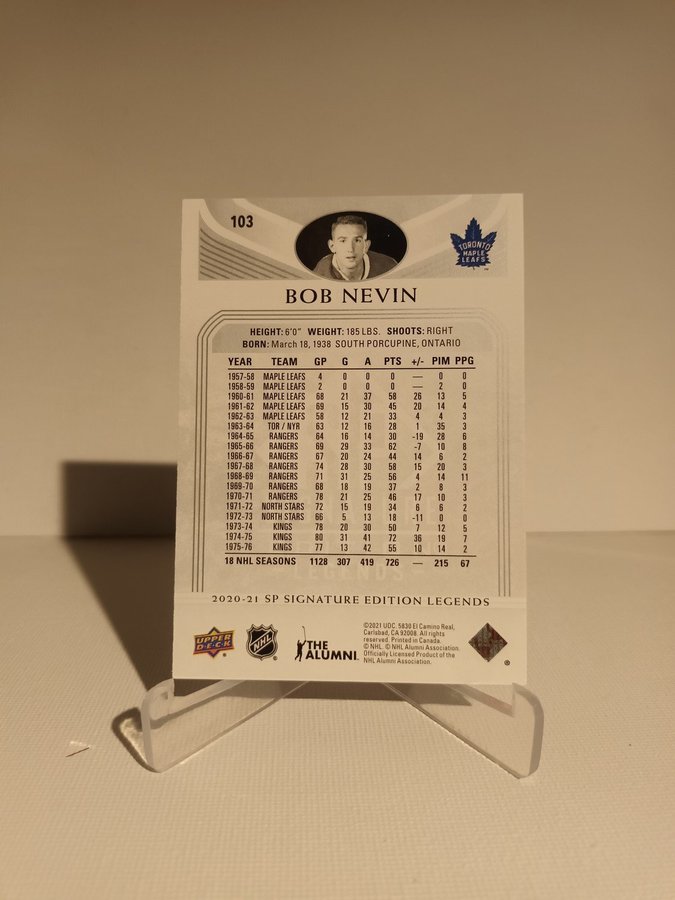 103
TORONTO
MAPLE
LEAFS
BOB NEVIN
HEIGHT: 6'0" WEIGHT: 185 LBS. SHOOTS: RIGHT
BORN: March 18, 1938 SOUTH PORCUPINE, ONTARIO
YEAR TEAM GP G A PTS +/- PIM PPG
1957-58 MAPLE LEAFS 4 0 0 0 — 0 0
1958-59 MAPLE LEAFS 2 0 0 0 — 2 0
1960-61 MAPLE LEAFS 68 21 37 58 26 13 5
1961-62 MAPLE LEAFS 69 15 30 45 20 14 4
1962-63 MAPLE LEAFS 58 12 21 33 4 4 3
1963-64 TOR / NYR 63 12 16 28 1 35 3
1964-65 RANGERS 64 16 14 30 -19 28 6
1965-66 RANGERS 69 29 33 62 -7 10 8
1966-67 RANGERS 67 20 24 44 14 6 2
1967-68 RANGERS 74 28 30 58 15 20 3
1968-69 RANGERS 71 31 25 56 4 14 11
1969-70 RANGERS 68 18 19 37 2 8 3
1970-71 RANGERS 78 21 25 46 17 10 3
1971-72 NORTH STARS 72 15 19 34 6 6 2
1972-73 NORTH STARS 66 5 13 18 -11 0 0
1973-74 KINGS 78 20 30 50 7 12 5
1974-75 KINGS 80 31 41 72 36 19 7
1975-76 KINGS 77 13 42 55 10 14 2
18 NHL SEASONS 1128 307 419 726 — 215 67
LEGENDS
2020-21 SP SIGNATURE EDITION LEGENDS
UPPER
DECK
NHL
THE
ALUMNI
©2021 UDC. 5830 El Camino Real,
Carlsbad, CA 92008. All rights
reserved. Printed in Canada.
© NHL. © NHL Alumni Association.
Officially Licensed Product of the
NHL Alumni Association.